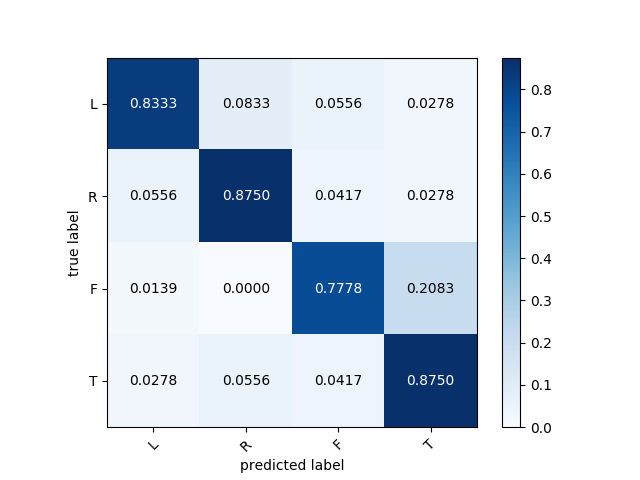 L 0.8333 0.0833 0.0556 0.0278
R 0.0556 0.8750 0.0417 0.0278
F 0.0139 0.0000 0.7778 0.2083
T 0.0278 0.0556 0.0417 0.8750
L R F T
predicted label
true label
0.8
0.7
0.6
0.5
0.4
0.3
0.2
0.1
0.0